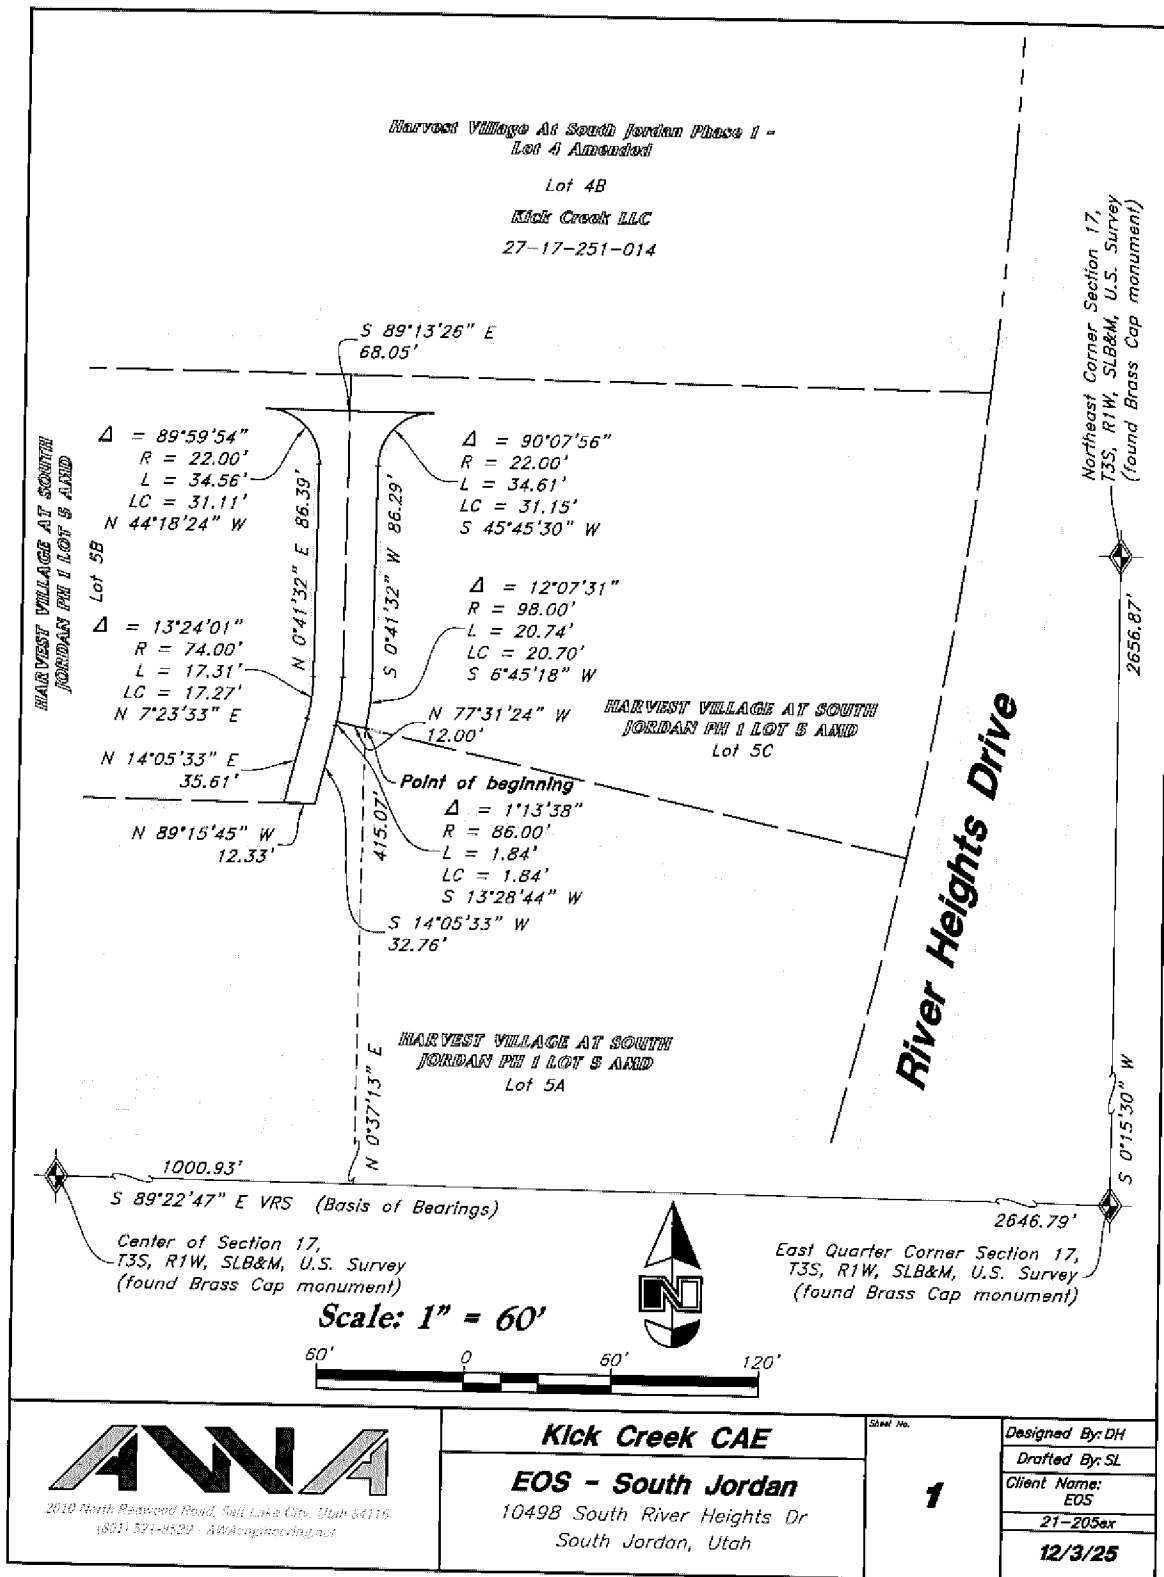 Harvest Village At South Jordan Phase 1 -
Lot 4 Amended
Lot 4B
Kick Creek LLC
27-17-251-014
Northeast Corner Section 17,
T3S, R1W, SLB&M, U.S. Survey
(found Brass Cap monument)
S 89°13'26" E
68.05'
Δ = 89°59'54"
R = 22.00'
L = 34.56'
LC = 31.11'
N 44°18'24" W
Δ = 90°07'56"
R = 22.00'
L = 34.61'
LC = 31.15'
S 45°45'30" W
N 0°41'32" E 86.39'
S 0°41'32" W 86.29'
HARVEST VILLAGE AT SOUTH
JORDAN PH 1 LOT 5 AMD
Lot 5B
Δ = 13°24'01"
R = 74.00'
L = 17.31'
LC = 17.27'
N 7°23'33" E
Δ = 12°07'31"
R = 98.00'
L = 20.74'
LC = 20.70'
S 6°45'18" W
2656.87'
N 77°31'24" W
12.00'
HARVEST VILLAGE AT SOUTH
JORDAN PH 1 LOT 5 AMD
Lot 5C
N 14°05'33" E
35.61'
Point of beginning
Δ = 1°13'38"
R = 86.00'
L = 1.84'
LC = 1.84'
S 13°28'44" W
N 89°15'45" W
12.33'
415.07'
S 14°05'33" W
32.76'
River Heights Drive
HARVEST VILLAGE AT SOUTH
JORDAN PH 1 LOT 5 AMD
Lot 5A
N 0°37'13" E
S 0°15'30" W
1000.93'
S 89°22'47" E VRS (Basis of Bearings)
2646.79'
Center of Section 17,
T3S, R1W, SLB&M, U.S. Survey
(found Brass Cap monument)
East Quarter Corner Section 17,
T3S, R1W, SLB&M, U.S. Survey
(found Brass Cap monument)
N
Scale: 1" = 60'
60' 0 60' 120'
AWA
2010 North Redwood Road, Salt Lake City, Utah 84116
(801) 521-8529 - AWAengineering.net
Kick Creek CAE
EOS - South Jordan
10498 South River Heights Dr
South Jordan, Utah
Sheet No.
1
Designed By: DH
Drafted By: SL
Client Name:
EOS
21-205ex
12/3/25